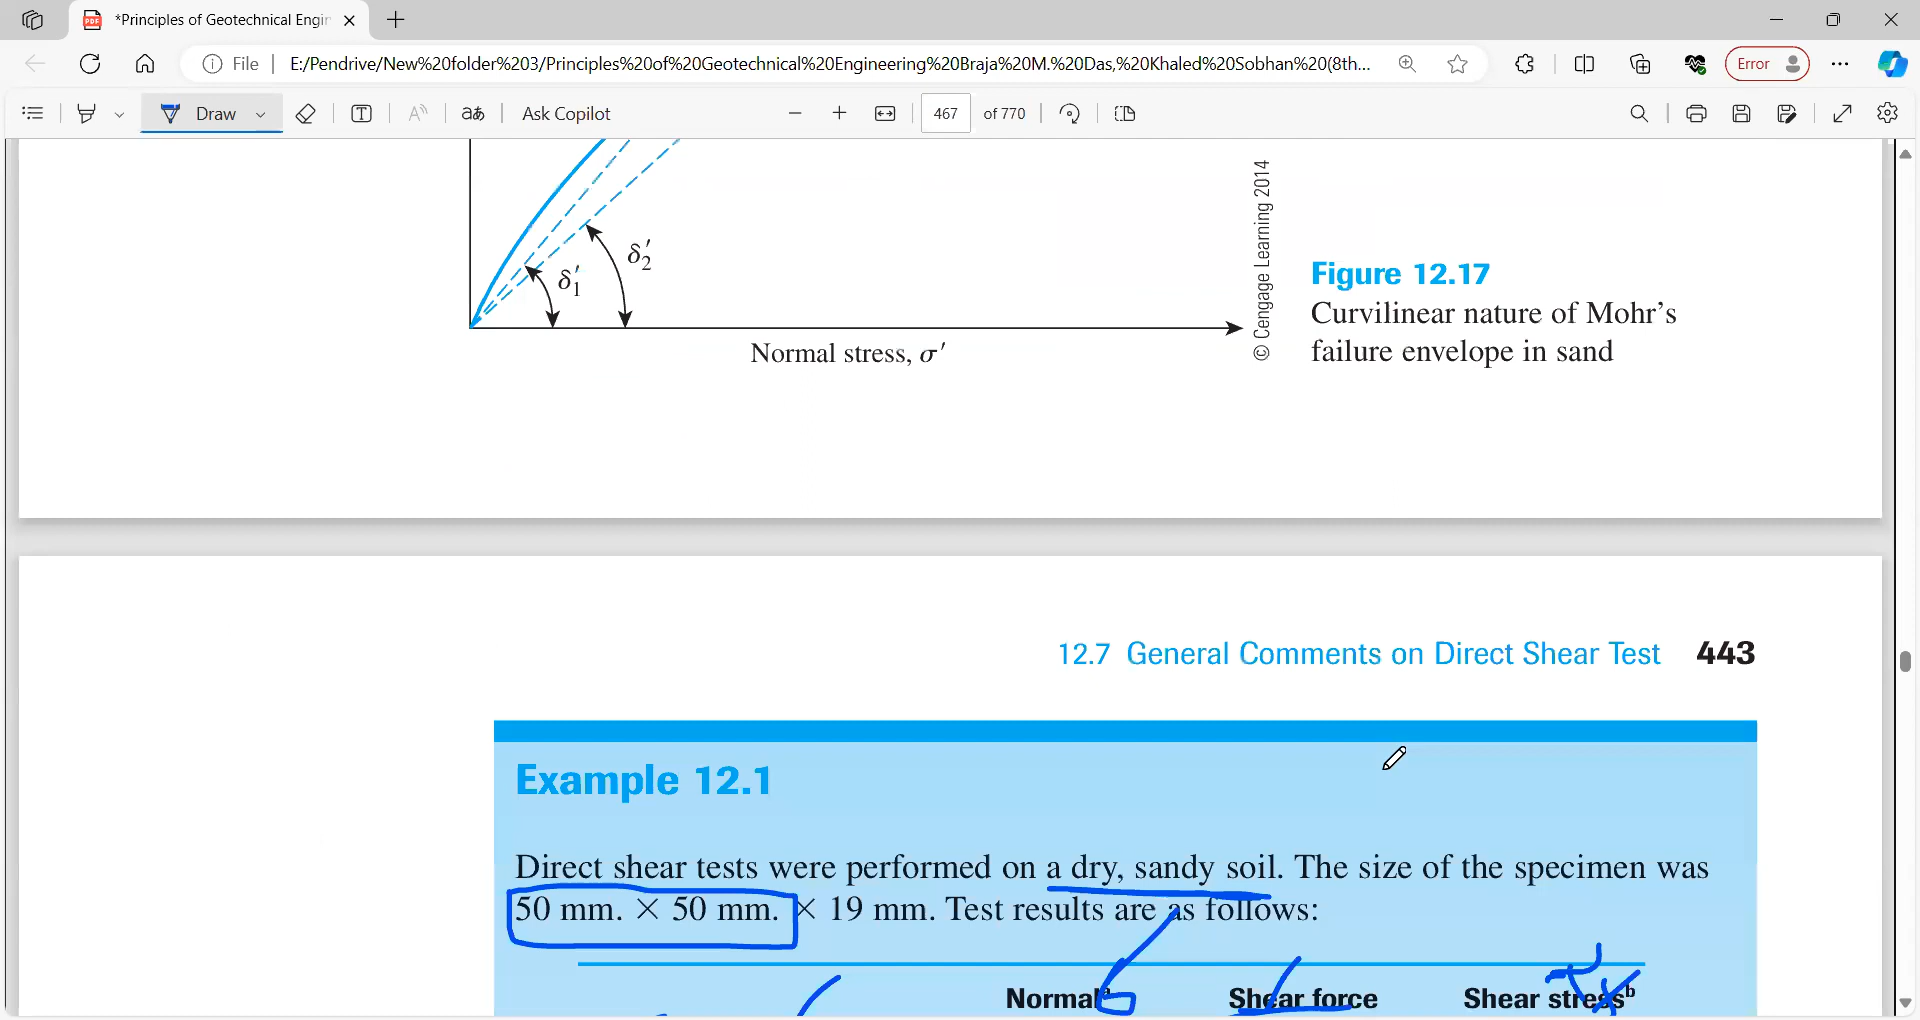 *Principles of Geotechnical Engin
File
E:/Pendrive/New%20folder%203/Principles%20of%20Geotechnical%20Engineering%20Braja%20M.%20Das,%20Khaled%20Sobhan%20(8th...
Error
Draw
Ask Copilot
467 of 770
δ′1
δ′2
Normal stress, σ′
© Cengage Learning 2014
Figure 12.17
Curvilinear nature of Mohr's
failure envelope in sand
12.7 General Comments on Direct Shear Test 443
Example 12.1
Direct shear tests were performed on a dry, sandy soil. The size of the specimen was
50 mm. × 50 mm. × 19 mm. Test results are as follows:
Normal Shear force Shear stressᵇ